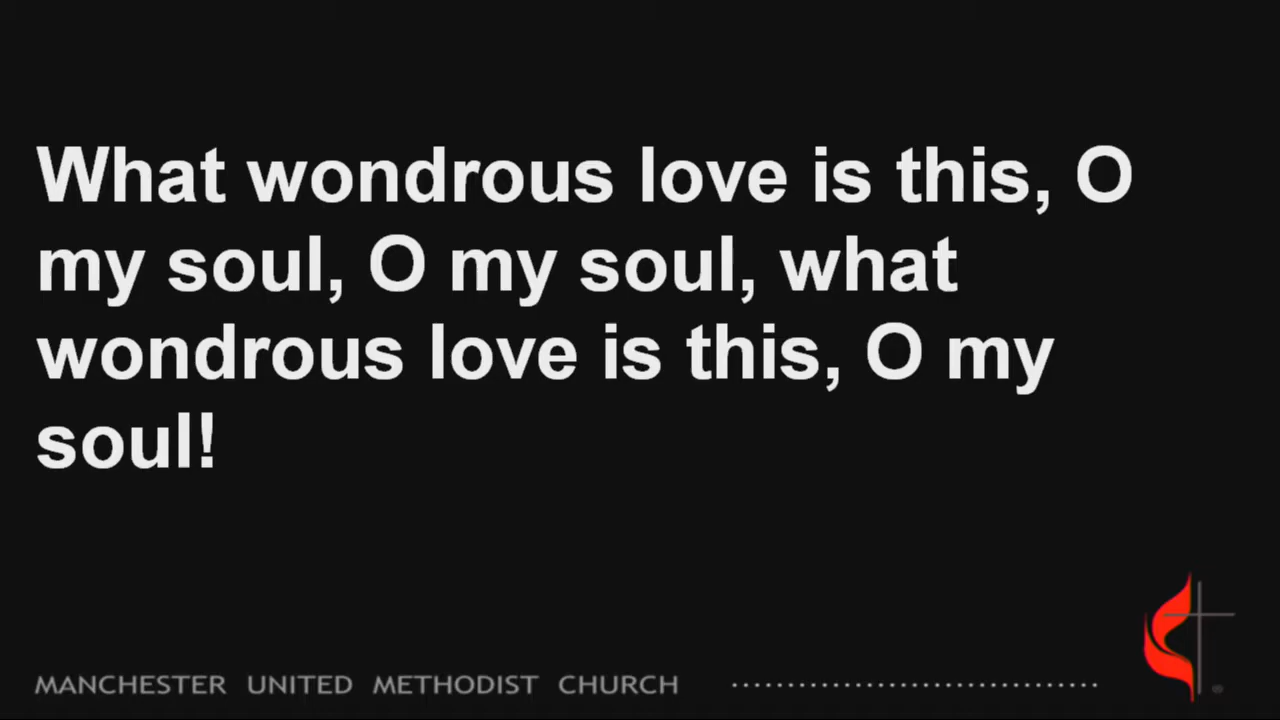 What wondrous love is this, O
my soul, O my soul, what
wondrous love is this, O my
soul!
MANCHESTER UNITED METHODIST CHURCH